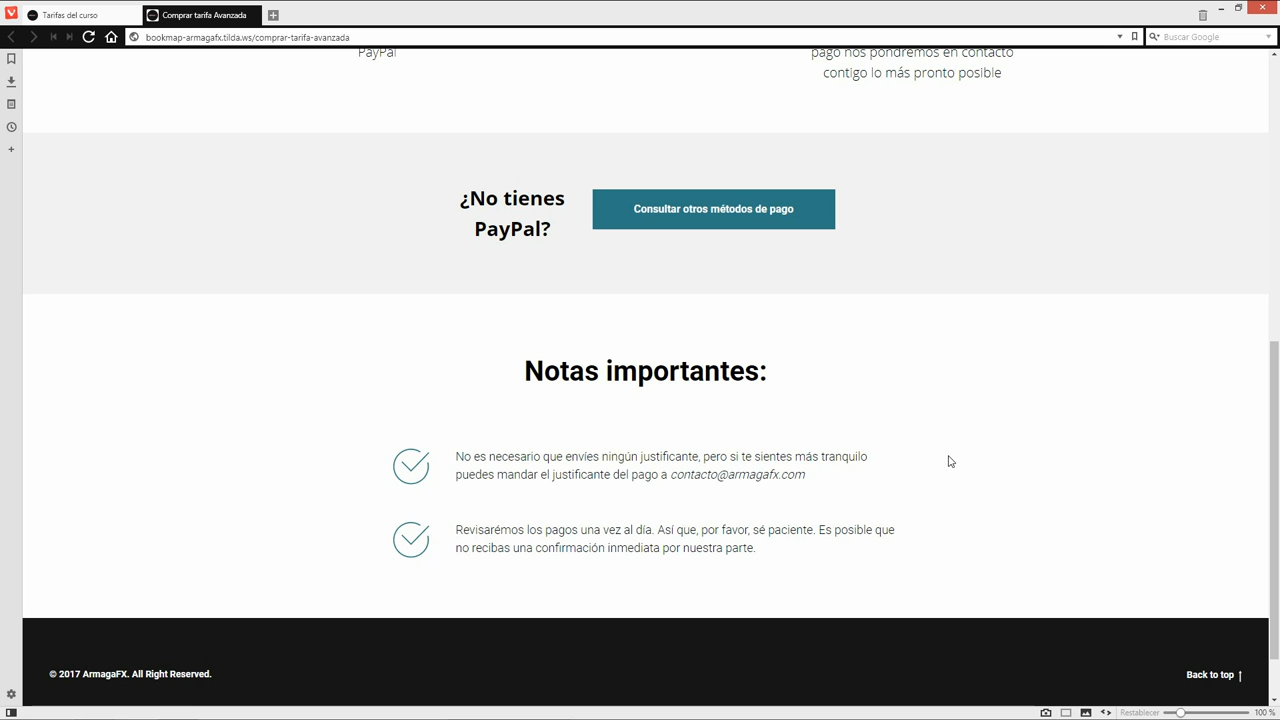 Tarifas del curso
Comprar tarifa Avanzada
bookmap-armagafx.tilda.ws/comprar-tarifa-avanzada
Buscar Google
PayPal
pago nos pondremos en contacto
contigo lo más pronto posible
¿No tienes
PayPal?
Consultar otros métodos de pago
Notas importantes:
No es necesario que envíes ningún justificante, pero si te sientes más tranquilo
puedes mandar el justificante del pago a contacto@armagafx.com
Revisarémos los pagos una vez al día. Así que, por favor, sé paciente. Es posible que
no recibas una confirmación inmediata por nuestra parte.
© 2017 ArmagaFX. All Right Reserved.
Back to top ↑
Restablecer
100 %